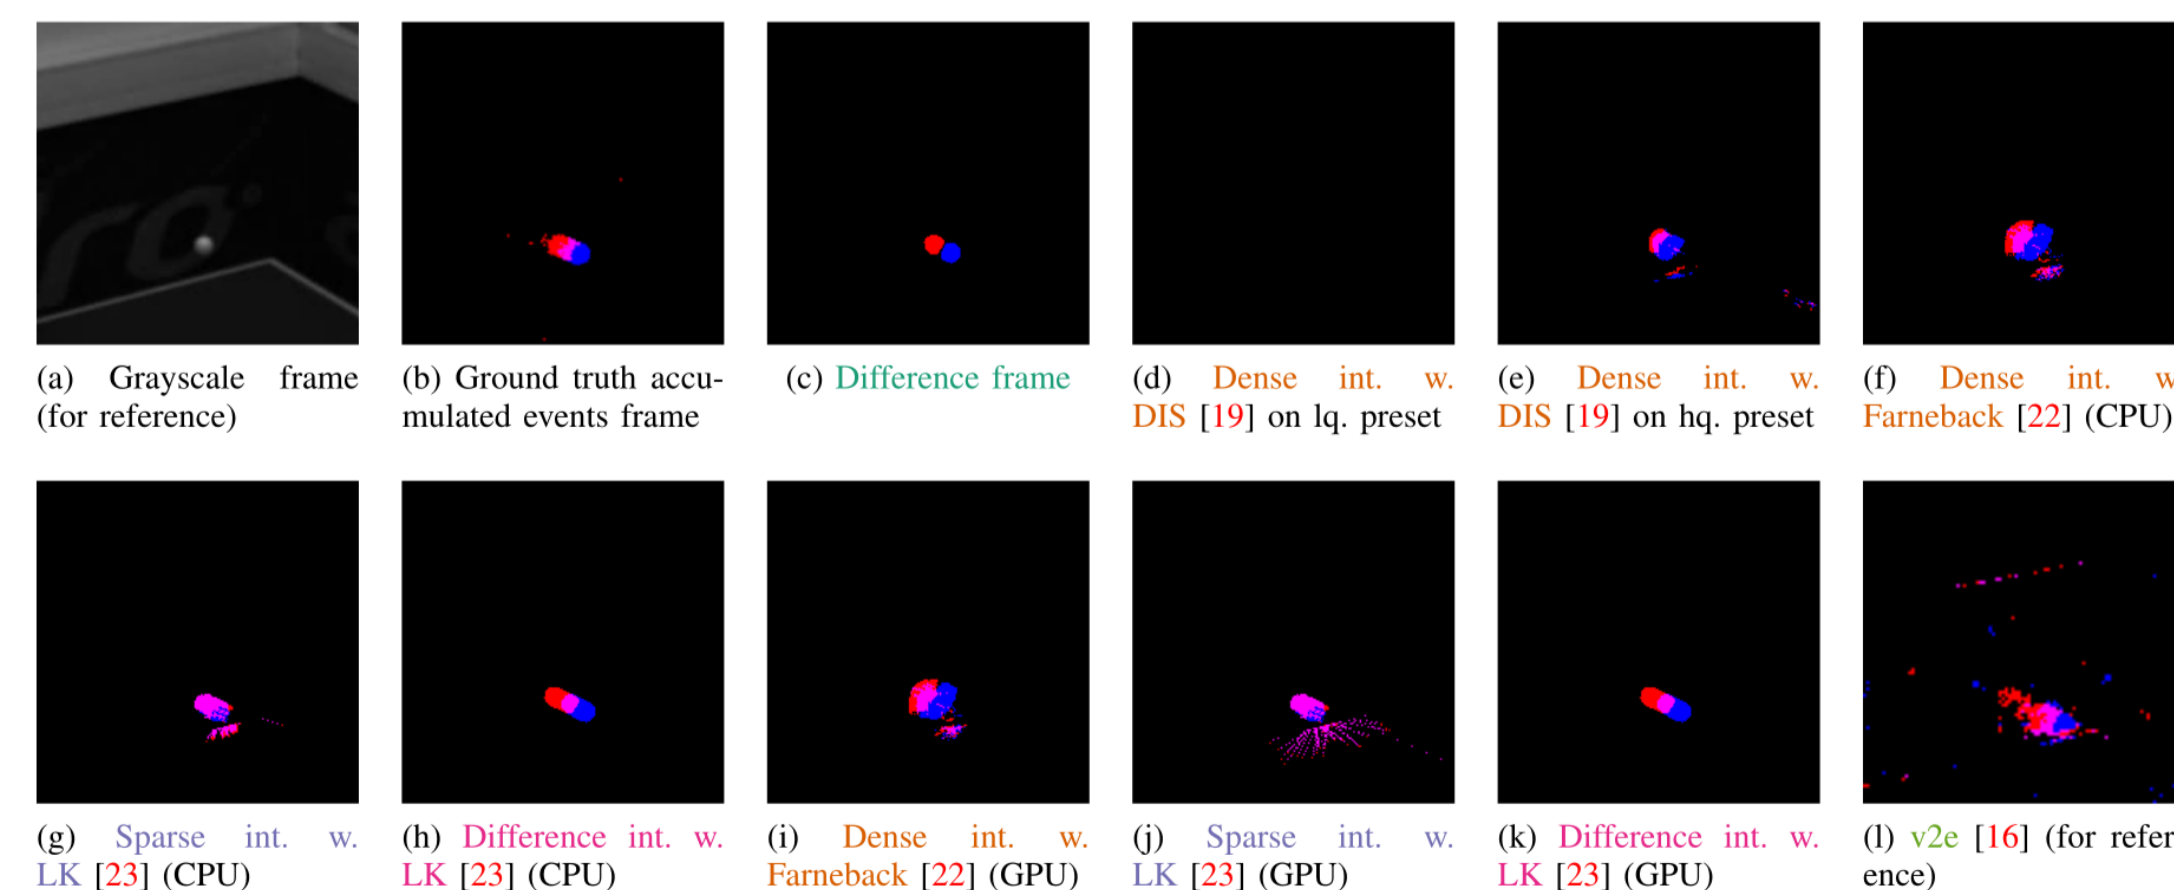 (a) Grayscale frame
(for reference)
(b) Ground truth accu-
mulated events frame
(c) Difference frame
(d) Dense int. w.
DIS [19] on lq. preset
(e) Dense int. w.
DIS [19] on hq. preset
(f) Dense int. w
Farneback [22] (CPU)
(g) Sparse int. w.
LK [23] (CPU)
(h) Difference int. w.
LK [23] (CPU)
(i) Dense int. w.
Farneback [22] (GPU)
(j) Sparse int. w.
LK [23] (GPU)
(k) Difference int. w.
LK [23] (GPU)
(l) v2e [16] (for refer
ence)